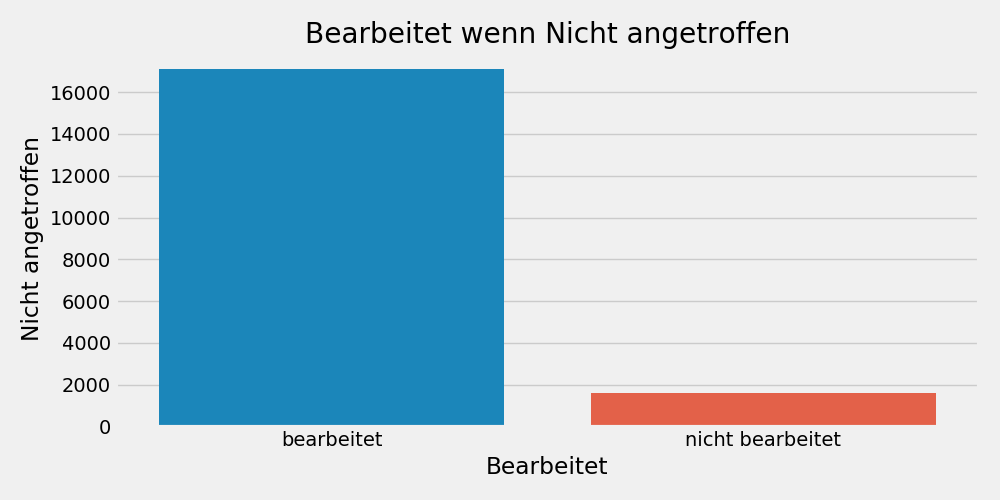 Bearbeitet wenn Nicht angetroffen
Nicht angetroffen
16000
14000
12000
10000
8000
6000
4000
2000
0
bearbeitet
nicht bearbeitet
Bearbeitet